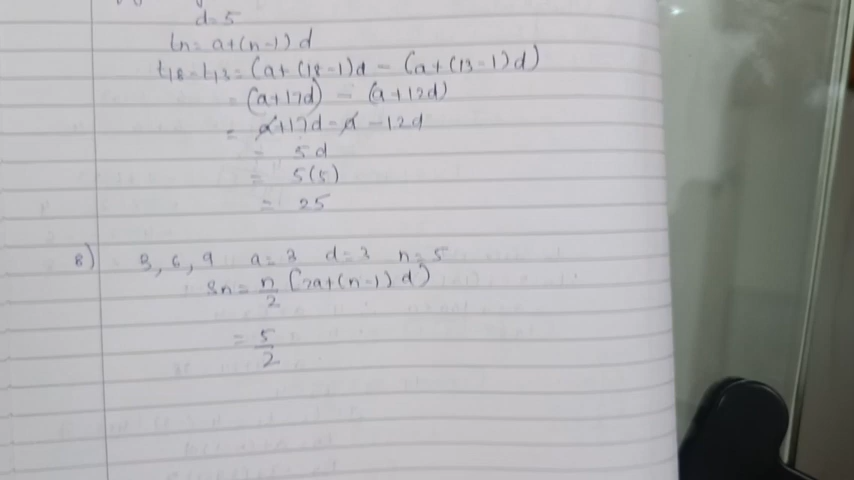 d=5
tn= a+(n-1) d
t18-t13= (a+(18-1)d - (a+(13-1)d)
= (a+17d) - (a+12d)
= a+17d-a -12d
= 5d
= 5(5)
= 25
8) 3, 6, 9 a=3 d=3 n=5
Sn= n/2 (2a+(n-1) d)
= 5/2